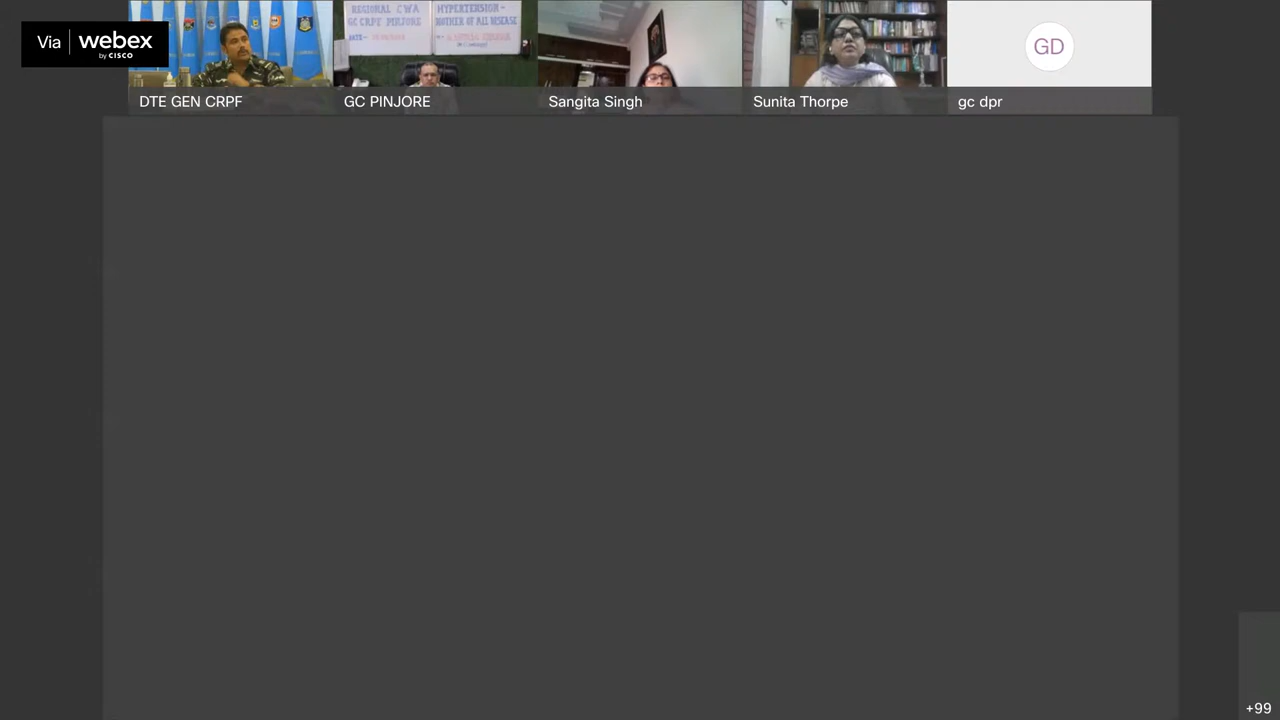 Via webex
by CISCO
REGIONAL CWA
GC CRPF PINJORE
DATE-
HYPERTENSION-
MOTHER OF ALL DISEASE
DTE GEN CRPF
GC PINJORE
Sangita Singh
Sunita Thorpe
GD
gc dpr
+99